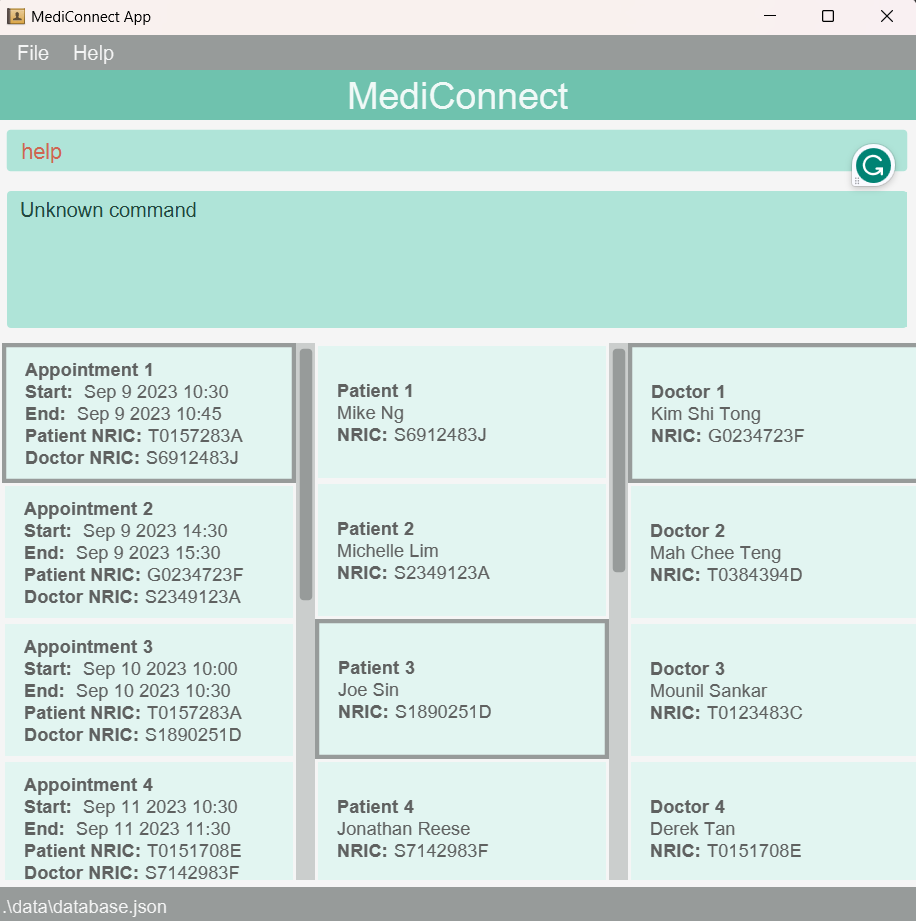 MediConnect App
File Help
MediConnect
help
Unknown command
Appointment 1
Start: Sep 9 2023 10:30
End: Sep 9 2023 10:45
Patient NRIC: T0157283A
Doctor NRIC: S6912483J
Appointment 2
Start: Sep 9 2023 14:30
End: Sep 9 2023 15:30
Patient NRIC: G0234723F
Doctor NRIC: S2349123A
Appointment 3
Start: Sep 10 2023 10:00
End: Sep 10 2023 10:30
Patient NRIC: T0157283A
Doctor NRIC: S1890251D
Appointment 4
Start: Sep 11 2023 10:30
End: Sep 11 2023 11:30
Patient NRIC: T0151708E
Doctor NRIC: S7142983F
Patient 1
Mike Ng
NRIC: S6912483J
Patient 2
Michelle Lim
NRIC: S2349123A
Patient 3
Joe Sin
NRIC: S1890251D
Patient 4
Jonathan Reese
NRIC: S7142983F
Doctor 1
Kim Shi Tong
NRIC: G0234723F
Doctor 2
Mah Chee Teng
NRIC: T0384394D
Doctor 3
Mounil Sankar
NRIC: T0123483C
Doctor 4
Derek Tan
NRIC: T0151708E
.\data\database.json